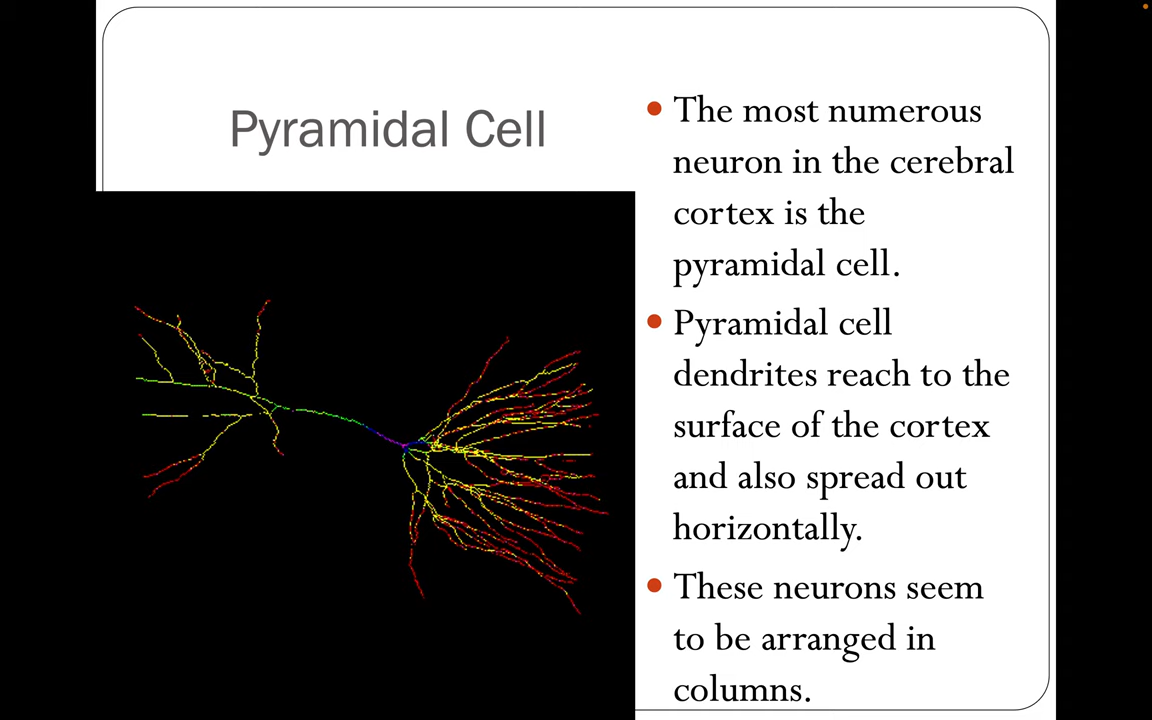 Pyramidal Cell
• The most numerous
neuron in the cerebral
cortex is the
pyramidal cell.
• Pyramidal cell
dendrites reach to the
surface of the cortex
and also spread out
horizontally.
• These neurons seem
to be arranged in
columns.